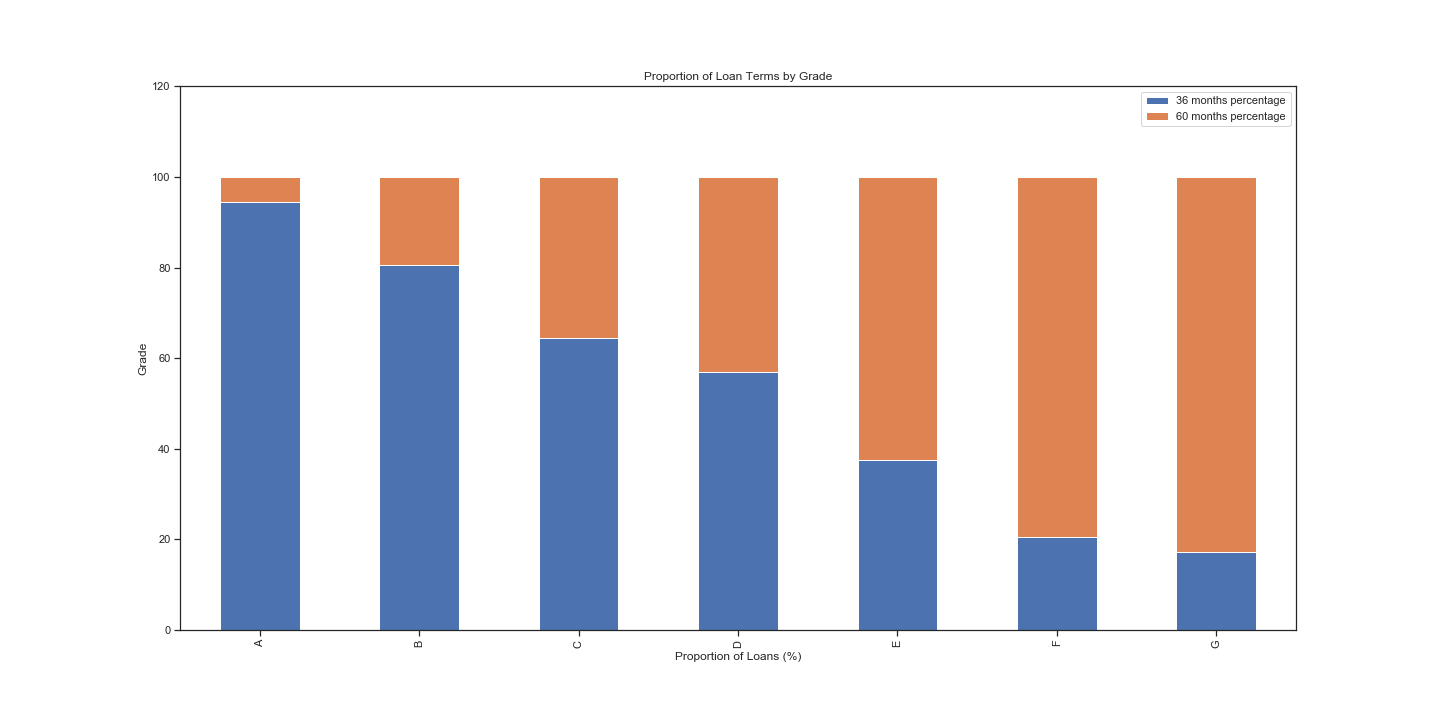 Proportion of Loan Terms by Grade
36 months percentage
60 months percentage
120
100
80
60
40
20
0
Grade
A
B
C
D
E
F
G
Proportion of Loans (%)